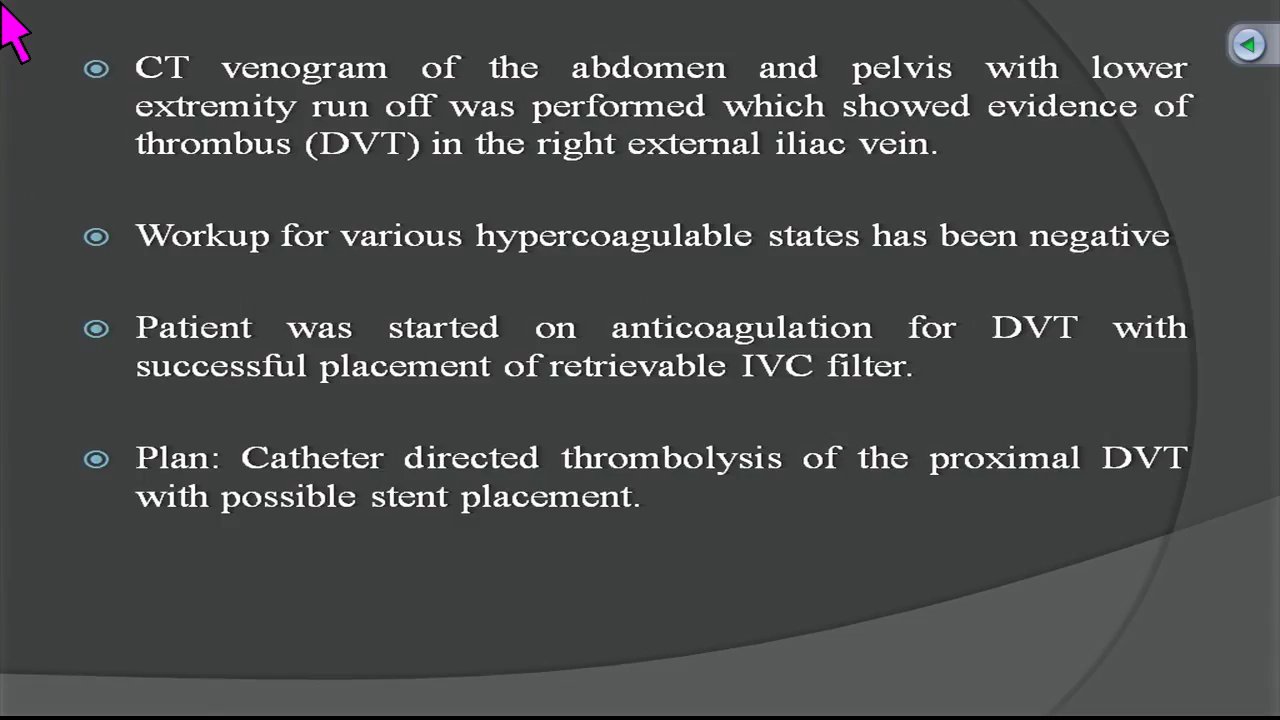 CT venogram of the abdomen and pelvis with lower
extremity run off was performed which showed evidence of
thrombus (DVT) in the right external iliac vein.
Workup for various hypercoagulable states has been negative
Patient was started on anticoagulation for DVT with
successful placement of retrievable IVC filter.
Plan: Catheter directed thrombolysis of the proximal DVT
with possible stent placement.